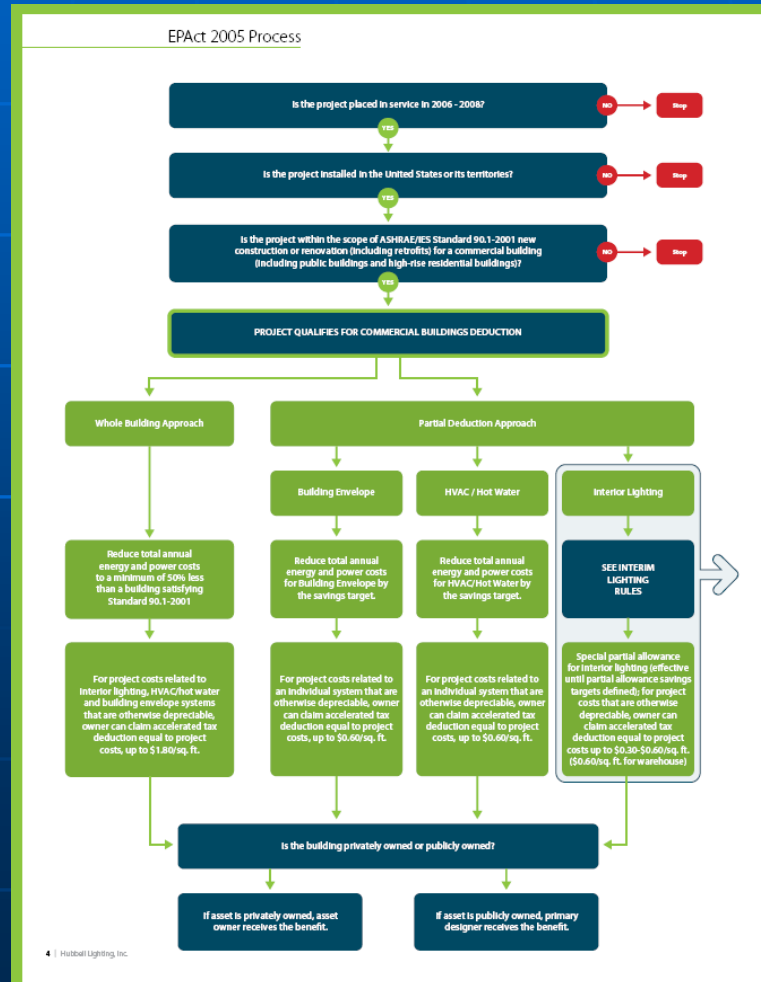 EPAct 2005 Process
Is the project placed in service in 2006 - 2008?
NO
Stop
YES
Is the project installed in the United States or its territories?
NO
Stop
YES
Is the project within the scope of ASHRAE/IES Standard 90.1-2001 new
construction or renovation (including retrofits) for a commercial building
(including public buildings and high-rise residential buildings)?
NO
Stop
YES
PROJECT QUALIFIES FOR COMMERCIAL BUILDINGS DEDUCTION
Whole Building Approach
Partial Deduction Approach
Building Envelope
HVAC / Hot Water
Interior Lighting
Reduce total annual
energy and power costs
to a minimum of 50% less
than a building satisfying
Standard 90.1-2001
Reduce total annual
energy and power costs
for Building Envelope by
the savings target.
Reduce total annual
energy and power costs
for HVAC/Hot Water by
the savings target.
SEE INTERIM
LIGHTING
RULES
For project costs related to
interior lighting, HVAC/hot water
and building envelope systems
that are otherwise depreciable,
owner can claim accelerated tax
deduction equal to project
costs, up to $1.80/sq. ft.
For project costs related to
an individual system that are
otherwise depreciable, owner
can claim accelerated tax
deduction equal to project
costs, up to $0.60/sq. ft.
For project costs related to
an individual system that are
otherwise depreciable, owner
can claim accelerated tax
deduction equal to project
costs, up to $0.60/sq. ft.
Special partial allowance
for interior lighting (effective
until partial allowance savings
targets defined); for project
costs that are otherwise
depreciable, owner can
claim accelerated tax
deduction equal to project
costs up to $0.30-$0.60/sq. ft.
($0.60/sq. ft. for warehouse)
Is the building privately owned or publicly owned?
If asset is privately owned, asset
owner receives the benefit.
If asset is publicly owned, primary
designer receives the benefit.
4 | Hubbell Lighting, Inc.